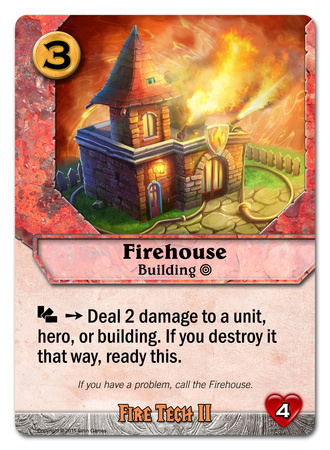 3
Firehouse
Building ◎
→ Deal 2 damage to a unit,
hero, or building. If you destroy it
that way, ready this.
If you have a problem, call the Firehouse.
Fire Tech II
4